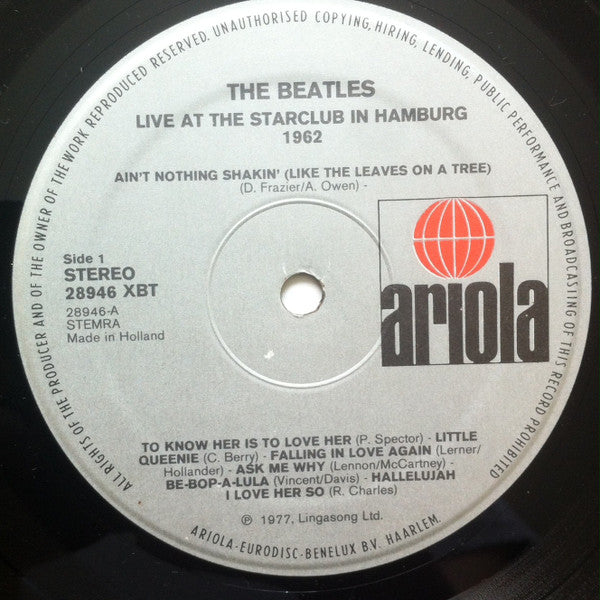 ALL RIGHTS OF THE PRODUCER AND OF THE OWNER OF THE WORK REPRODUCED RESERVED. UNAUTHORISED COPYING, HIRING, LENDING, PUBLIC PERFORMANCE AND BROADCASTING OF THIS RECORD PROHIBITED
THE BEATLES
LIVE AT THE STARCLUB IN HAMBURG
1962
AIN'T NOTHING SHAKIN' (LIKE THE LEAVES ON A TREE)
(D. Frazier/A. Owen) -
Side 1
STEREO
28946 XBT
28946-A
STEMRA
Made in Holland
ariola
TO KNOW HER IS TO LOVE HER (P. Spector) - LITTLE
QUEENIE (C. Berry) - FALLING IN LOVE AGAIN (Lerner/
Hollander) - ASK ME WHY (Lennon/McCartney) -
BE-BOP-A-LULA (Vincent/Davis) - HALLELUJAH
I LOVE HER SO (R. Charles)
℗ 1977, Lingasong Ltd.
ARIOLA-EURODISC-BENELUX B.V. HAARLEM.